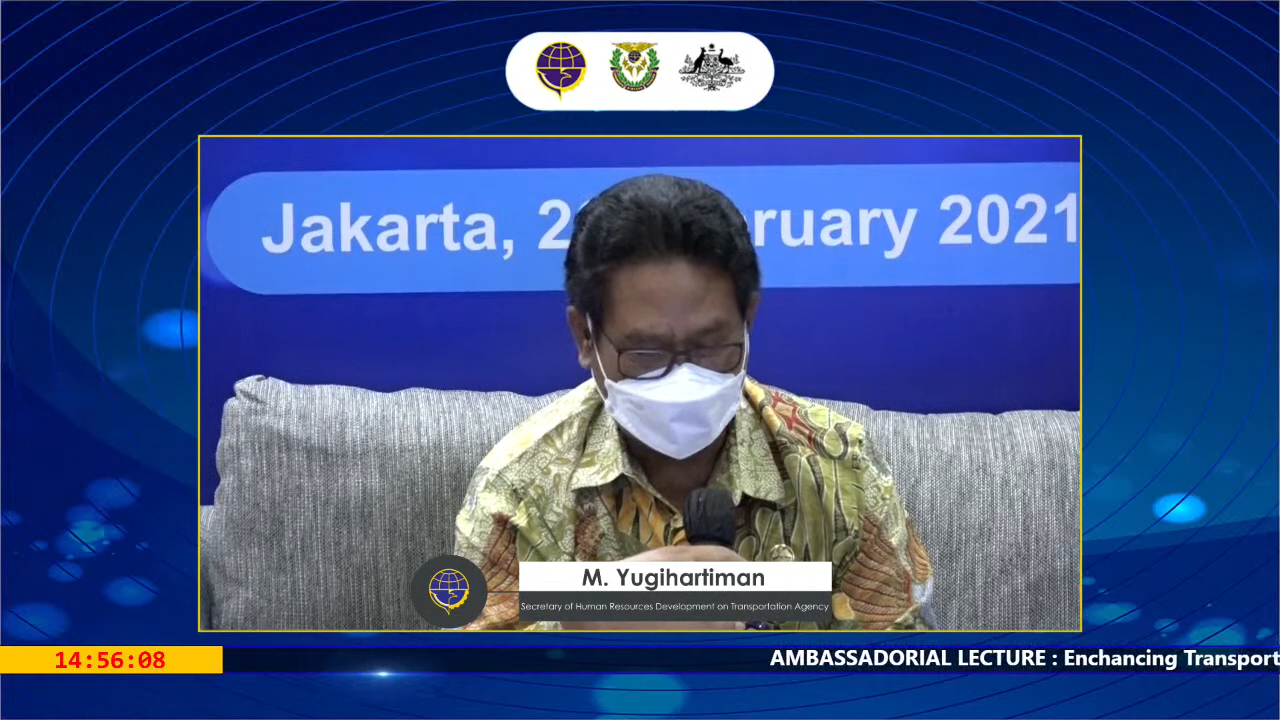 Jakarta, 2 ruary 2021
M. Yugihartiman
Secretary of Human Resources Development on Transportation Agency
14:56:08
AMBASSADORIAL LECTURE : Enchancing Transport